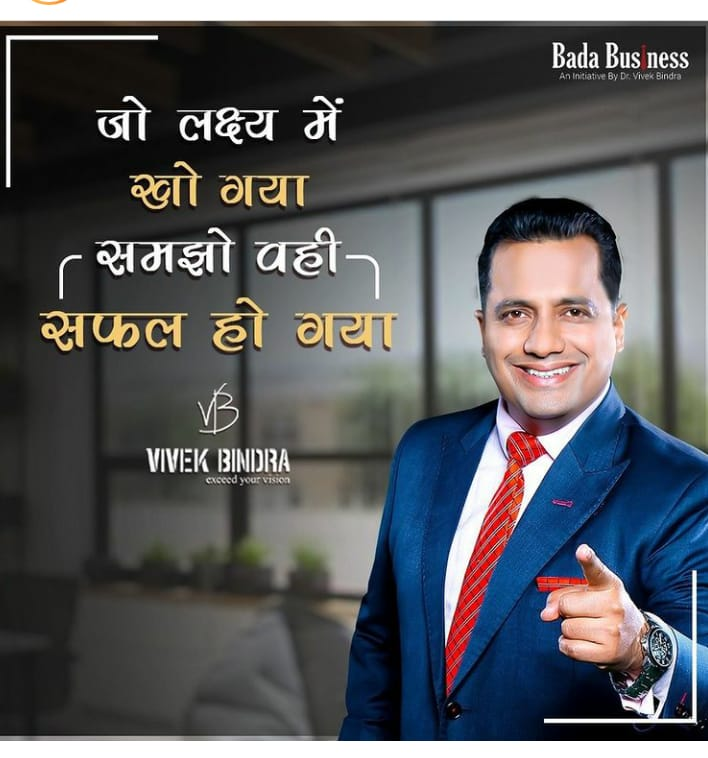 Bada Business
An Initiative By Dr. Vivek Bindra
जो लक्ष्य में
खो गया
समझो वही
सफल हो गया
VB
VIVEK BINDRA
exceed your vision